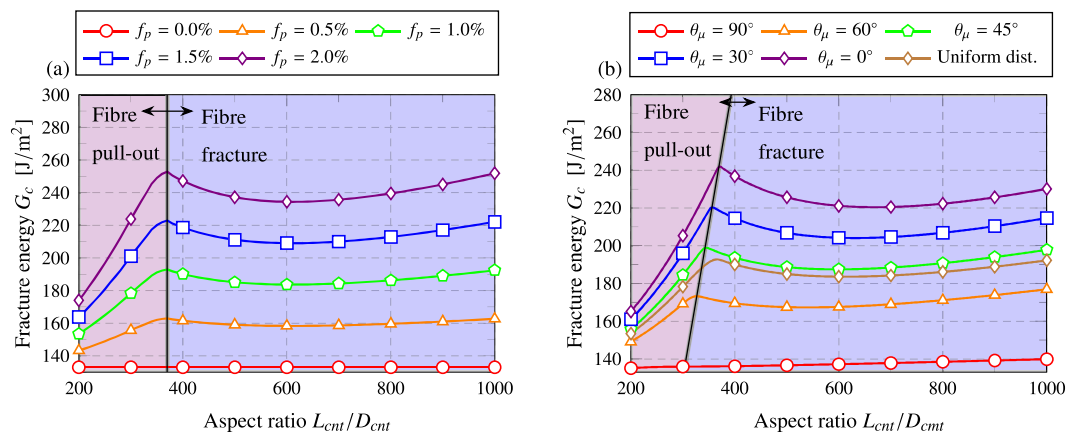 f_p = 0.0% f_p = 0.5% f_p = 1.0%
f_p = 1.5% f_p = 2.0%
(a)
Fibre
pull-out
Fibre
fracture
300
280
260
240
220
200
180
160
140
200 400 600 800 1000
Fracture energy G_c [J/m²]
Aspect ratio L_cnt/D_cnt
θ_μ = 90° θ_μ = 60° θ_μ = 45°
θ_μ = 30° θ_μ = 0° Uniform dist.
(b)
Fibre
pull-out
Fibre
fracture
280
260
240
220
200
180
160
140
200 400 600 800 1000
Fracture energy G_c [J/m²]
Aspect ratio L_cnt/D_cmt